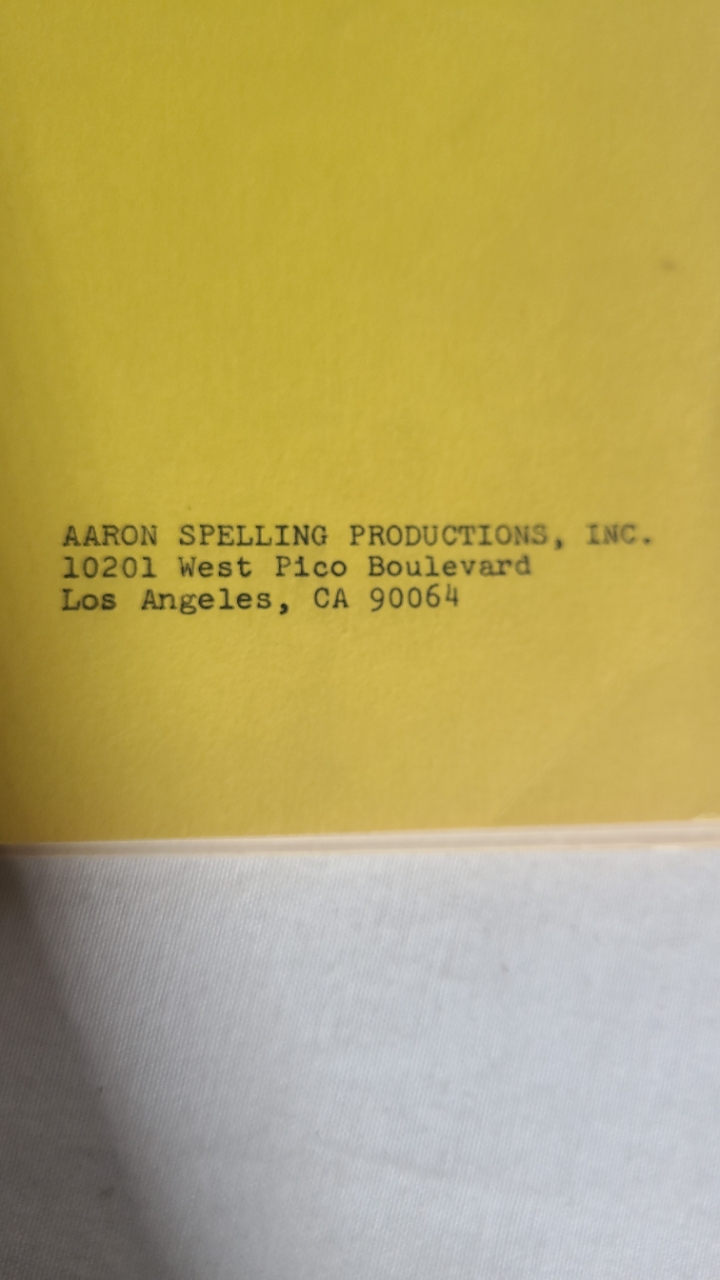 AARON SPELLING PRODUCTIONS, INC.
10201 West Pico Boulevard
Los Angeles, CA 90064